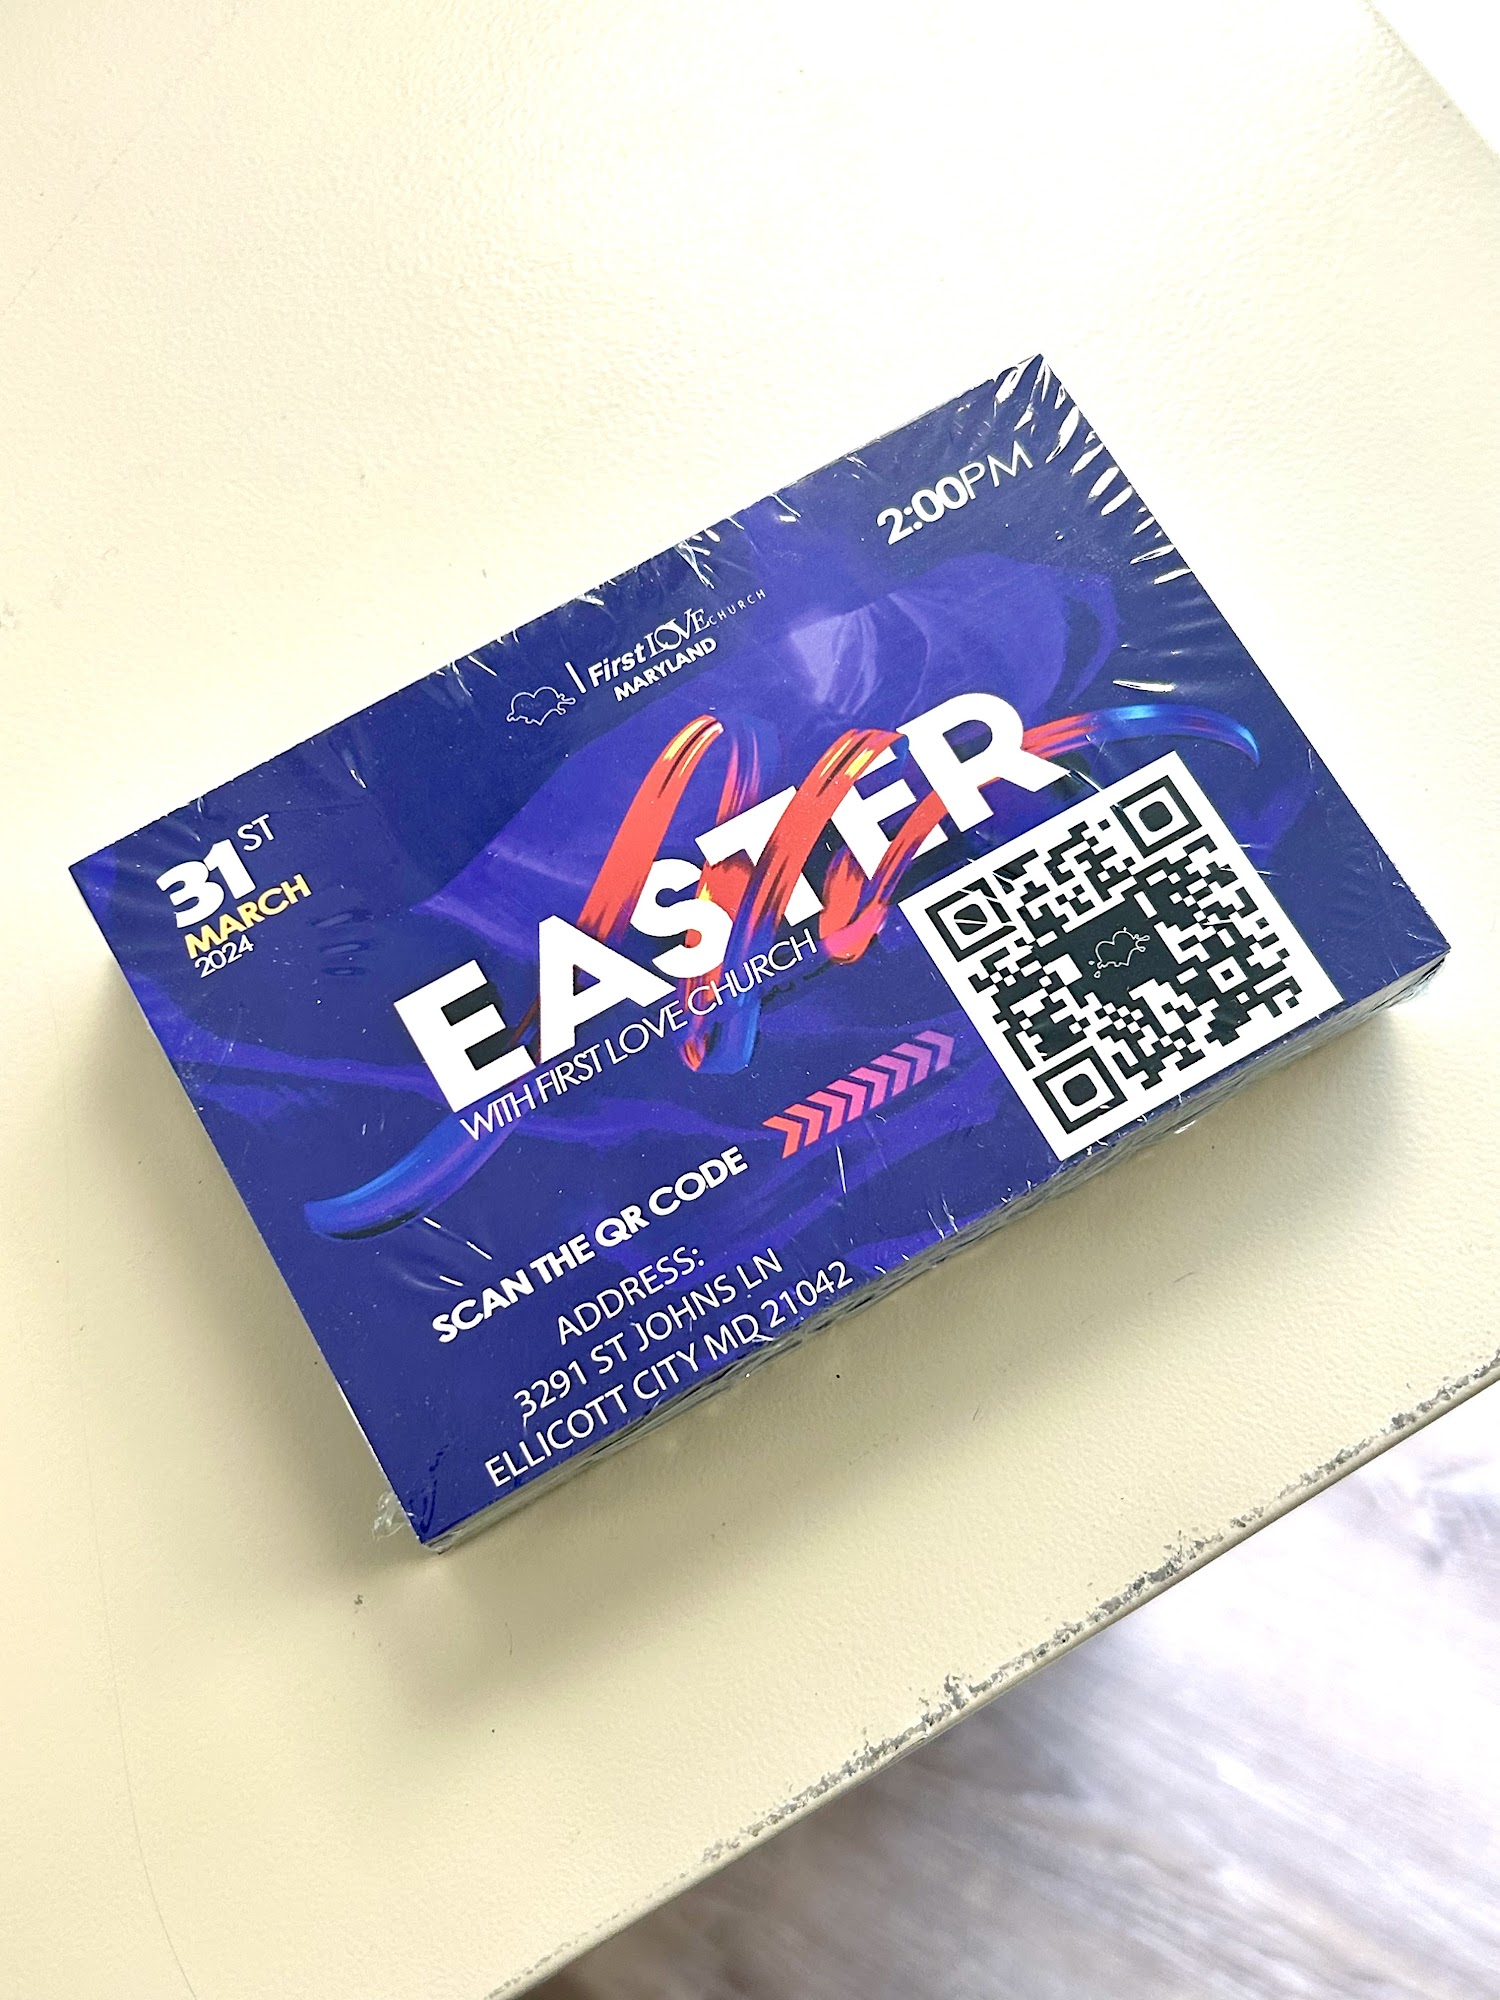 2:00PM
First LOVE CHURCH
MARYLAND
31ST
MARCH
2024
EASTER
WITH FIRST LOVE CHURCH
SCAN THE QR CODE
ADDRESS:
3291 ST JOHNS LN
ELLICOTT CITY MD 21042